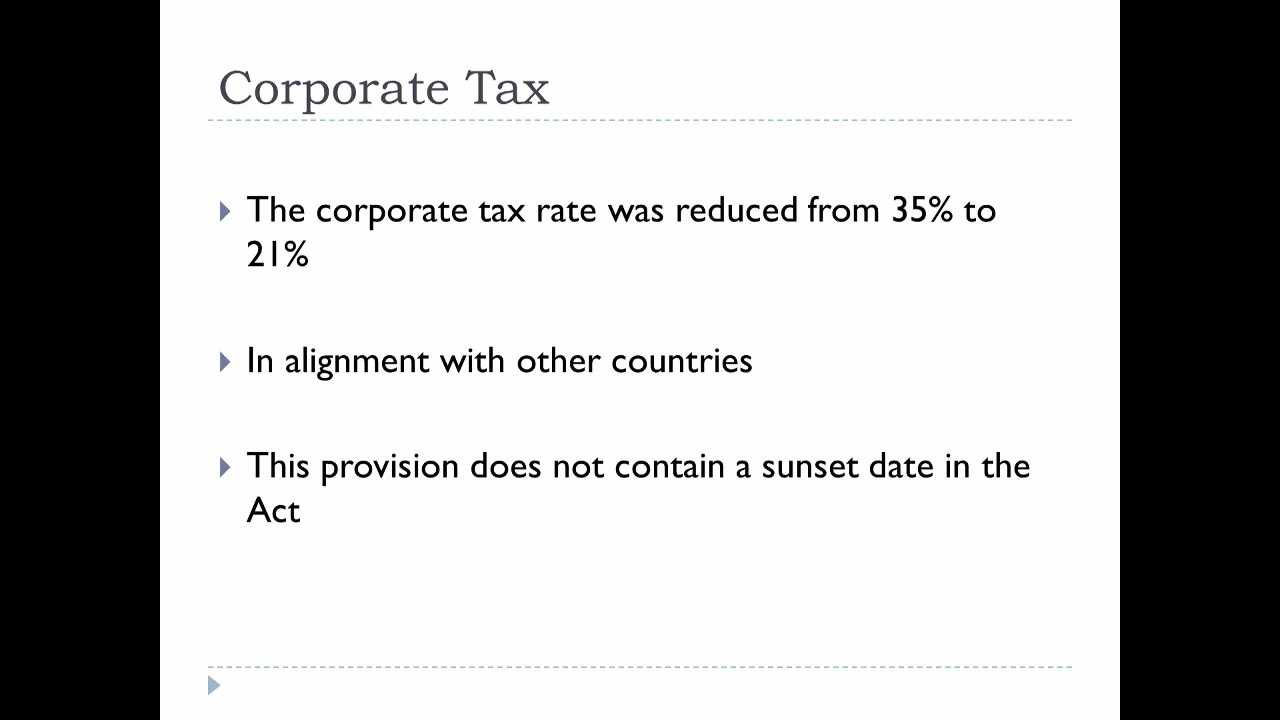 Corporate Tax
The corporate tax rate was reduced from 35% to
21%
In alignment with other countries
This provision does not contain a sunset date in the
Act